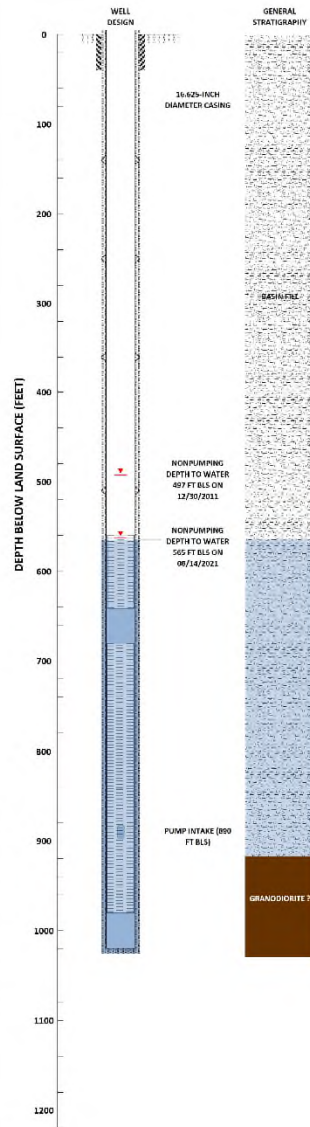 WELL
DESIGN
GENERAL
STRATIGRAPHY
0
16.625-INCH
DIAMETER CASING
100
200
300
BASIN FILL
400
DEPTH BELOW LAND SURFACE (FEET)
NONPUMPING
DEPTH TO WATER
497 FT BLS ON
12/30/2011
500
NONPUMPING
DEPTH TO WATER
565 FT BLS ON
08/14/2021
600
700
800
PUMP INTAKE (890
FT BLS)
900
GRANODIORITE ?
1000
1100
1200